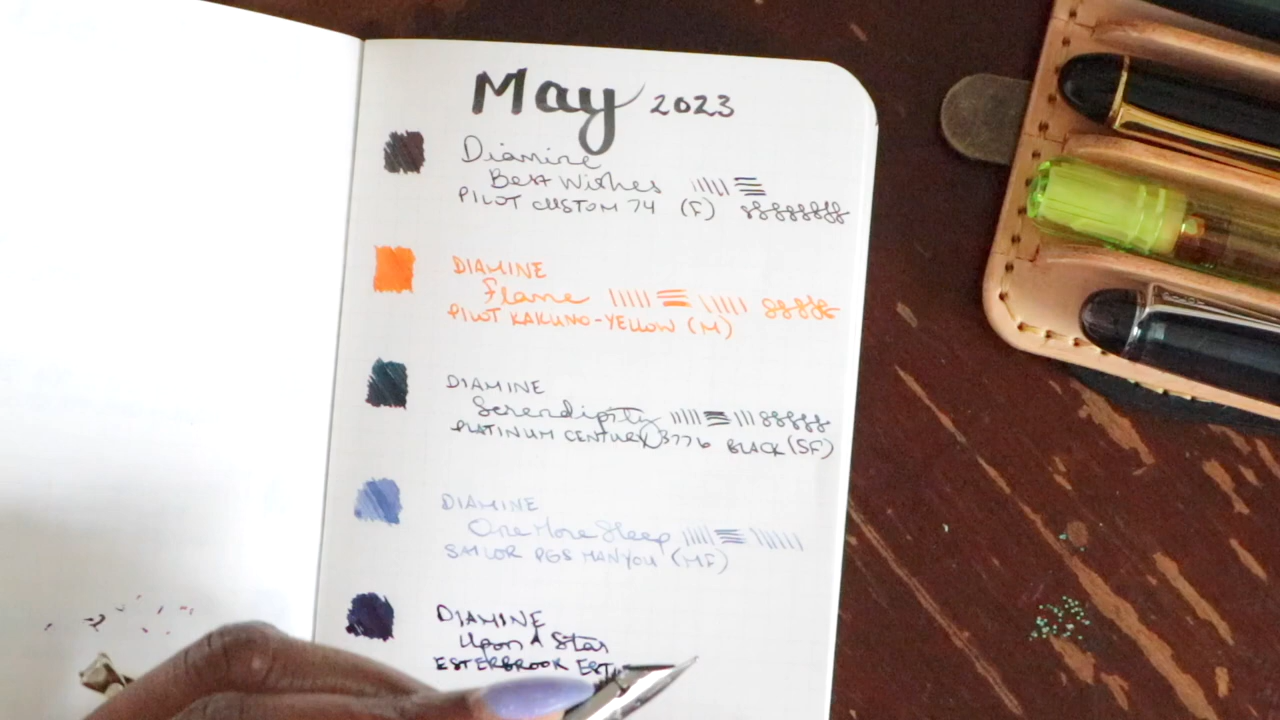 May 2023
Diamine
Best Wishes
PILOT CUSTOM 74 (F)
DIAMINE
Flame
PILOT KAKUNO-YELLOW (M)
DIAMINE
Serendipity
PLATINUM CENTURY 3776 BLACK (SF)
DIAMINE
One More Sleep
SAILOR PGS MANYOU (MF)
DIAMINE
Upon A Star
ESTERBROOK EST